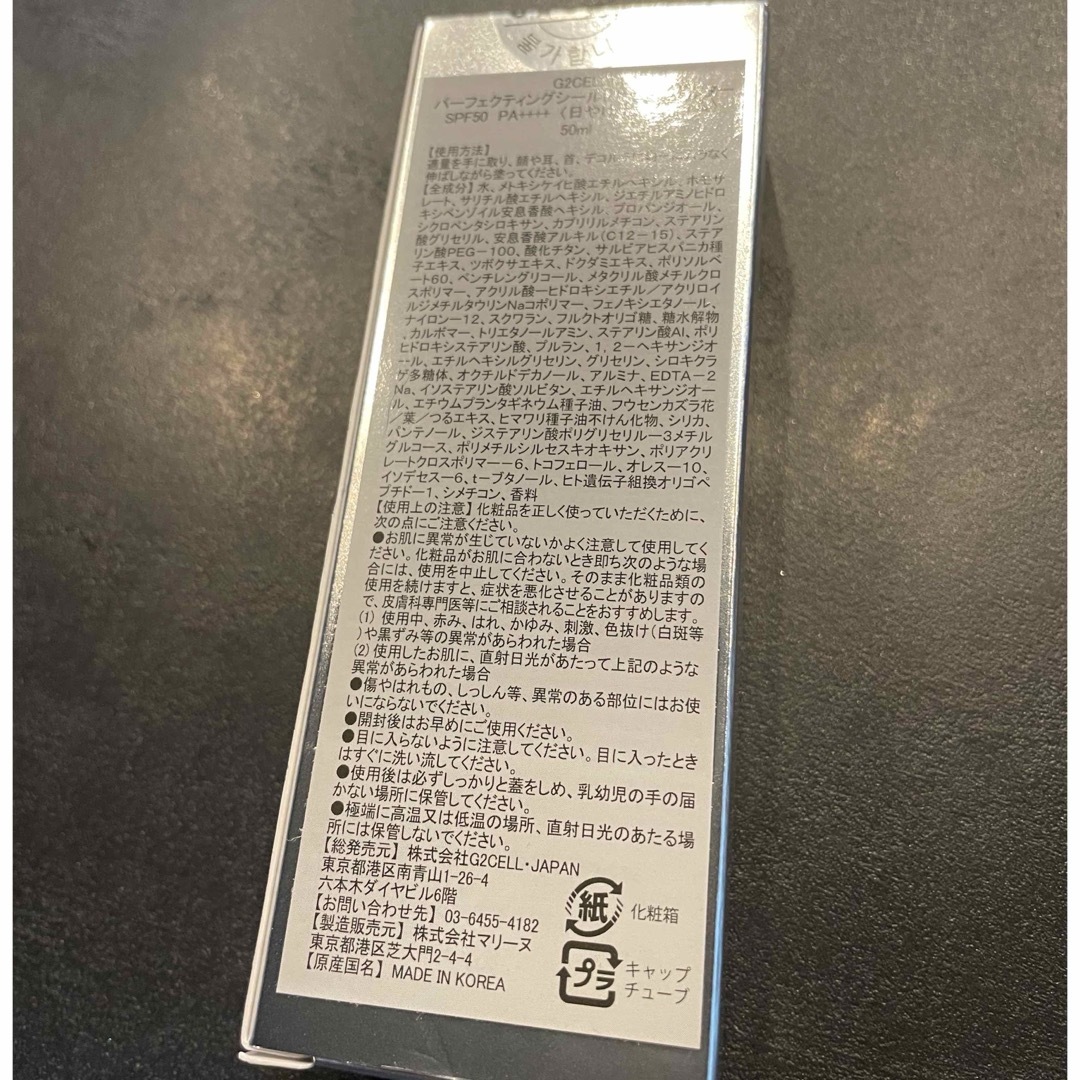 불가합니
G2CELL
パーフェクティングシール
SPF50 PA++++ (日やけ
50ml
【使用方法】
適量を手に取り、顔や耳、首、デコル なく
伸ばしながら塗ってください。
【全成分】水、メトキシケイヒ酸エチルヘキシル、ホモサ
レート、サリチル酸エチルヘキシル、ジエチルアミノヒドロ
キシベンゾイル安息香酸ヘキシル、プロパンジオール、
シクロペンタシロキサン、カプリリルメチコン、ステアリン
酸グリセリル、安息香酸アルキル(C12-15)、ステア
リン酸PEG-100、酸化チタン、サルビアヒスパニカ種
子エキス、ツボクサエキス、ドクダミエキス、ポリソルベ
ート60、ペンチレングリコール、メタクリル酸メチルクロ
スポリマー、アクリル酸-ヒドロキシエチル/アクリロイ
ルジメチルタウリンNaコポリマー、フェノキシエタノール、
ナイロン-12、スクワラン、フルクトオリゴ糖、糖水解物
、カルボマー、トリエタノールアミン、ステアリン酸Al、ポリ
ヒドロキシステアリン酸、プルラン、1,2-ヘキサンジオ
ール、エチルヘキシルグリセリン、グリセリン、シロキクラ
ゲ多糖体、オクチルドデカノール、アルミナ、EDTA-2
Na、イソステアリン酸ソルビタン、エチルヘキサンジオー
ル、エチウムプランタギネウム種子油、フウセンカズラ花
/葉/つるエキス、ヒマワリ種子油不けん化物、シリカ、
パンテノール、ジステアリン酸ポリグリセリル-3メチル
グルコース、ポリメチルシルセスキオキサン、ポリアクリ
レートクロスポリマー-6、トコフェロール、オレス-10、
イソデセス-6、t-ブタノール、ヒト遺伝子組換オリゴペ
プチド-1、シメチコン、香料
【使用上の注意】化粧品を正しく使っていただくために、
次の点にご注意ください。
●お肌に異常が生じていないかよく注意して使用してく
ださい。化粧品がお肌に合わないとき即ち次のような場
合には、使用を中止してください。そのまま化粧品類の
使用を続けますと、症状を悪化させることがありますの
で、皮膚科専門医等にご相談されることをおすすめします。
(1) 使用中、赤み、はれ、かゆみ、刺激、色抜け(白斑等
)や黒ずみ等の異常があらわれた場合
(2) 使用したお肌に、直射日光があたって上記のような
異常があらわれた場合
●傷やはれもの、しっしん等、異常のある部位にはお使
いにならないでください。
●開封後はお早めにご使用ください。
●目に入らないように注意してください。目に入ったとき
はすぐに洗い流してください。
●使用後は必ずしっかりと蓋をしめ、乳幼児の手の届
かない場所に保管してください。
●極端に高温又は低温の場所、直射日光のあたる場
所には保管しないでください。
【総発売元】株式会社G2CELL・JAPAN
東京都港区南青山1-26-4
六本木ダイヤビル6階
【お問い合わせ先】03-6455-4182
【製造販売元】株式会社マリーヌ
東京都港区芝大門2-4-4
【原産国名】MADE IN KOREA
紙 化粧箱
プラ キャップ
チューブ